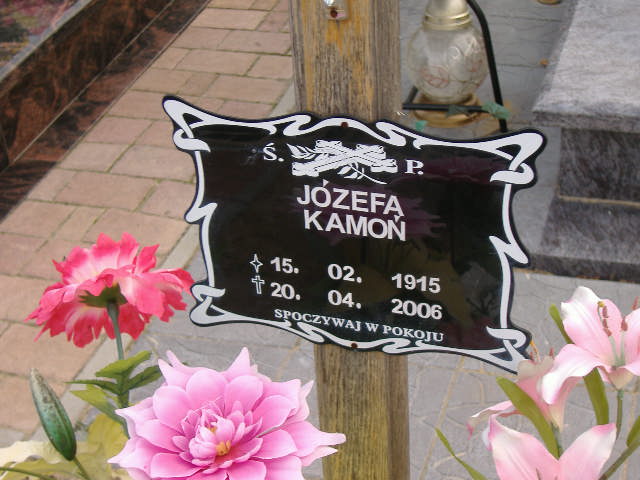 Ś. P.
JÓZEFA
KAMOŃ
15. 02. 1915
20. 04. 2006
SPOCZYWAJ W POKOJU